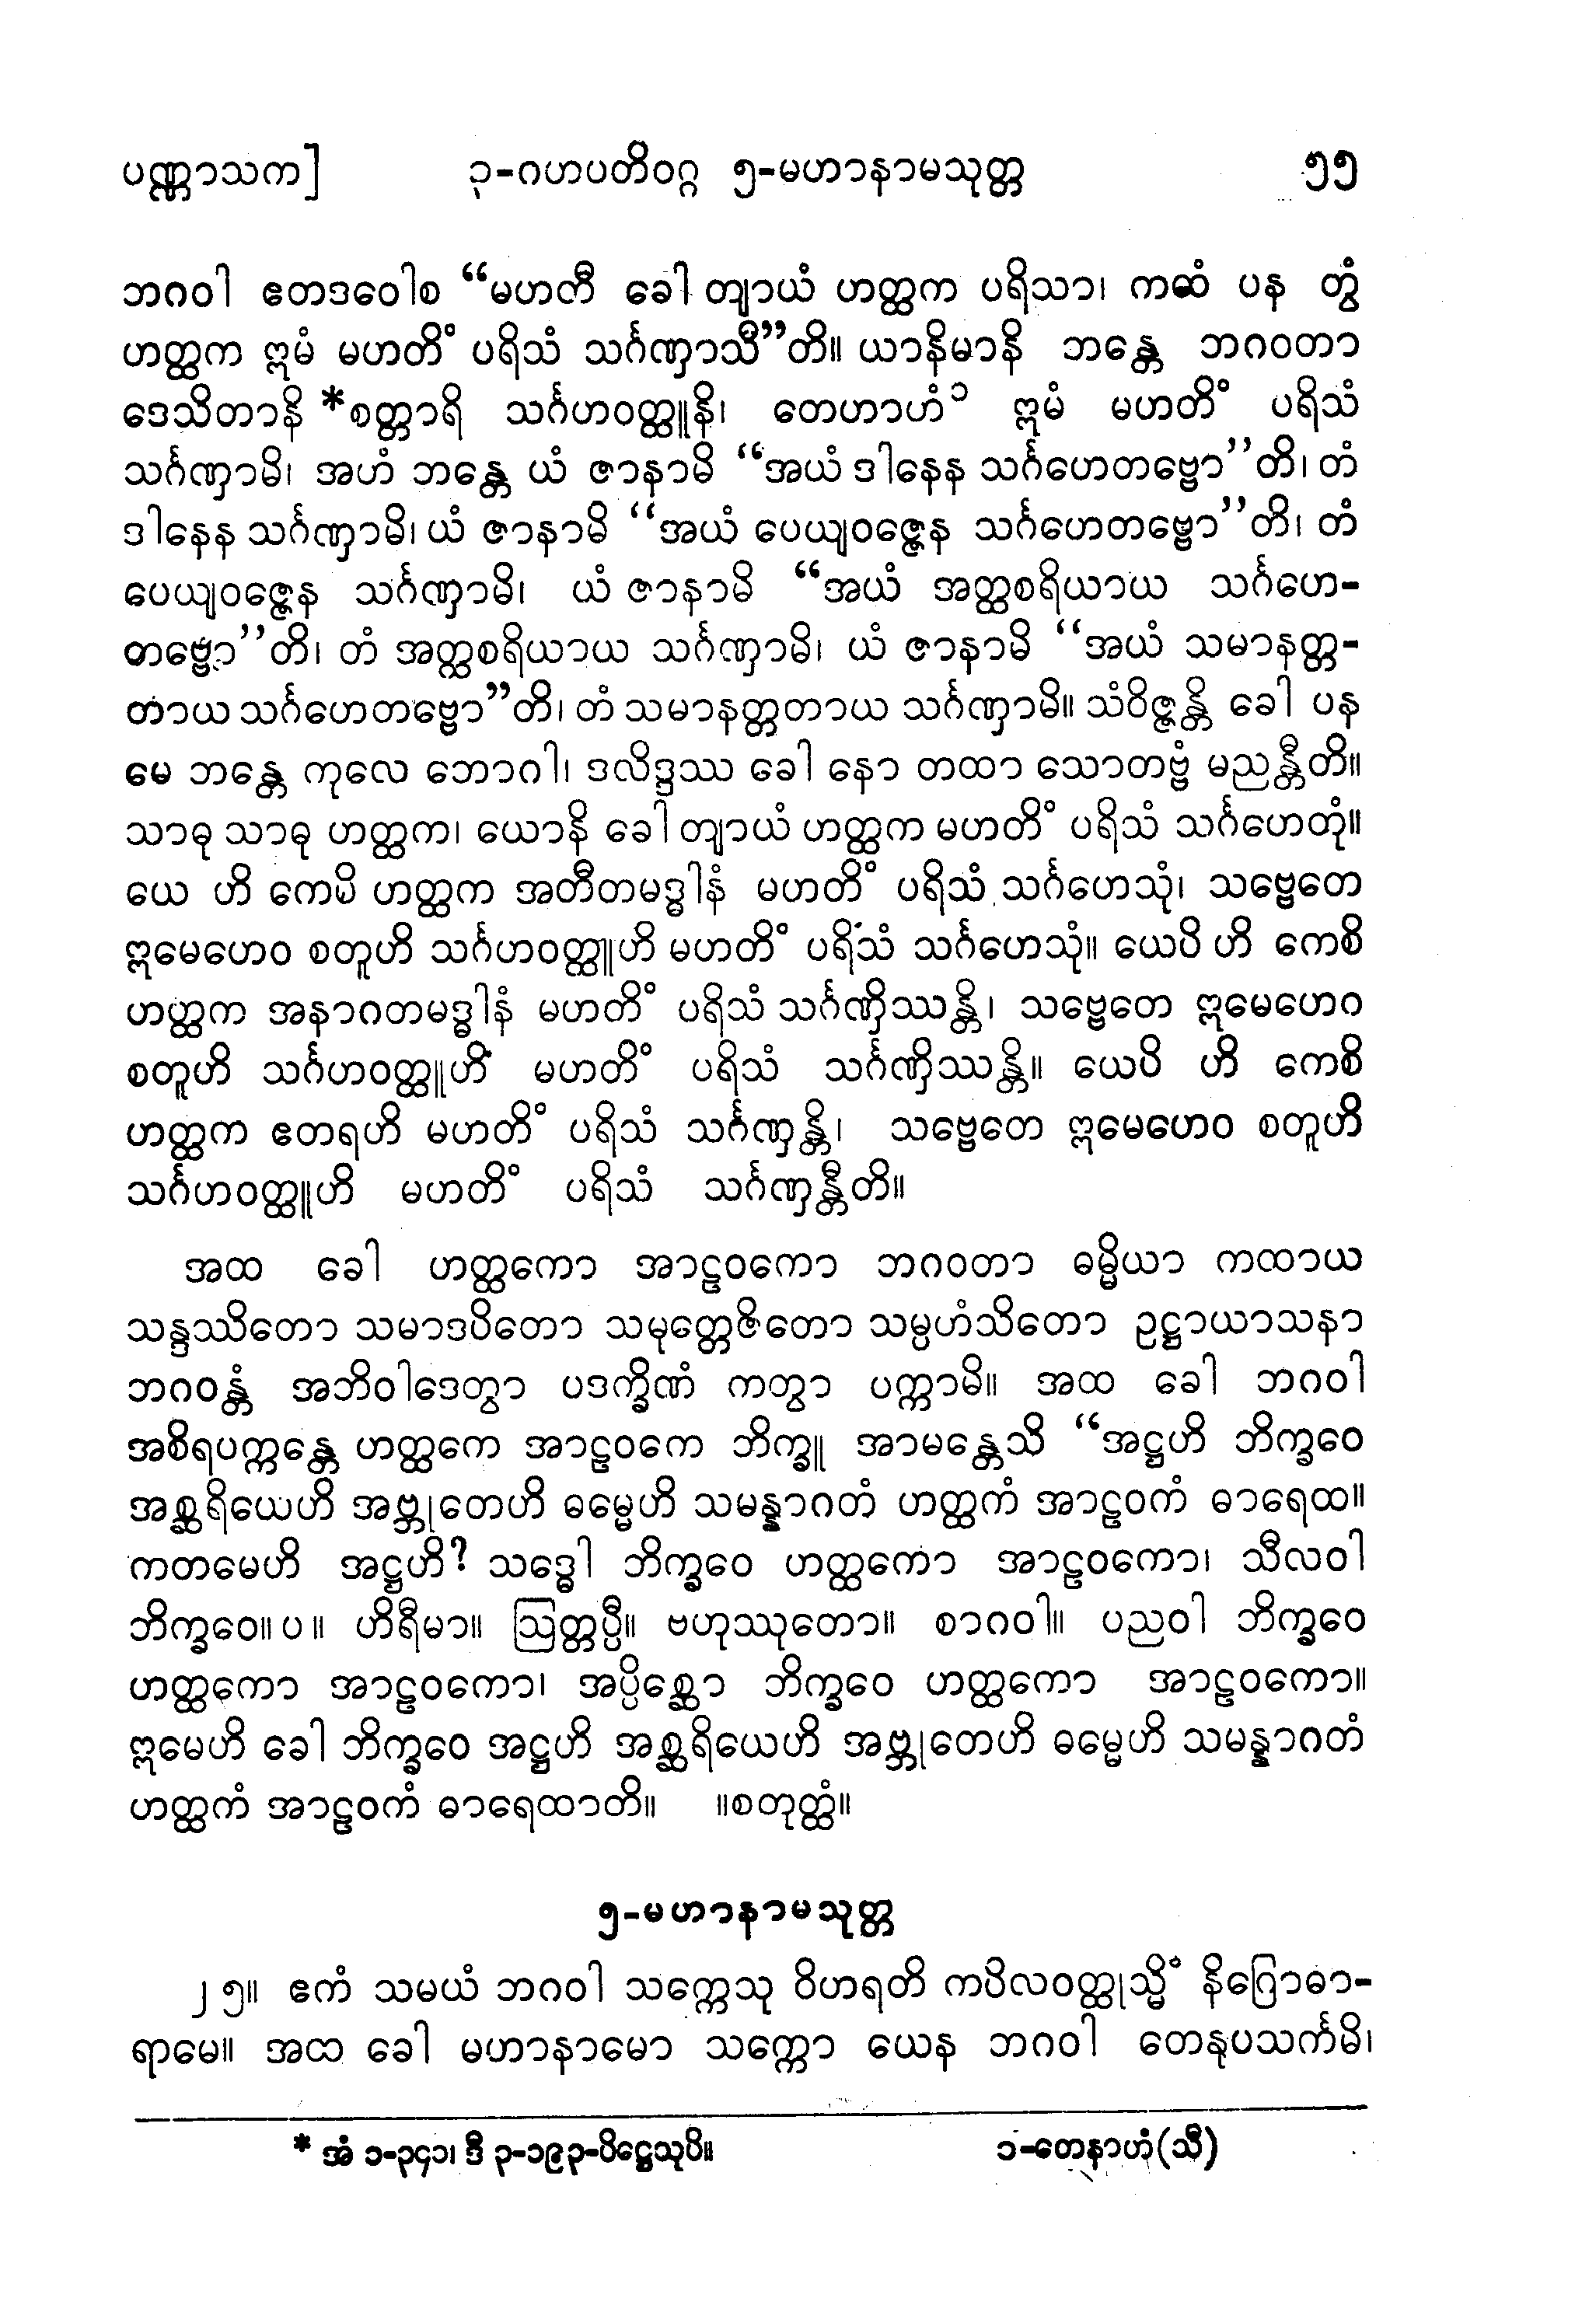 ပဏ္ဏာသက]   ၃-ဂဟပတိဝဂ္ဂ ၅-မဟာနာမသုတ္တ   ၅၅
ဘဂဝါ ဧတဒဝေါစ “မဟတီ ခေါ တျာယံ ဟတ္ထက ပရိသာ၊ ကထံ ပန တွံ
ဟတ္ထက ဣမံ မဟတိံ ပရိသံ သင်္ဂဏှာသီ”တိ။ ယာနိမာနိ ဘန္တေ ဘဂဝတာ
ဒေသိတာနိ *စတ္တာရိ သင်္ဂဟဝတ္ထူနိ၊ တေဟာဟံ၁ ဣမံ မဟတိံ ပရိသံ
သင်္ဂဏှာမိ၊ အဟံ ဘန္တေ ယံ ဇာနာမိ “အယံ ဒါနေန သင်္ဂဟေတဗ္ဗော”တိ၊ တံ
ဒါနေန သင်္ဂဏှာမိ၊ ယံ ဇာနာမိ “အယံ ပေယျဝဇ္ဇေန သင်္ဂဟေတဗ္ဗော”တိ၊ တံ
ပေယျဝဇ္ဇေန သင်္ဂဏှာမိ၊ ယံ ဇာနာမိ “အယံ အတ္ထစရိယာယ သင်္ဂဟေ-
တဗ္ဗော”တိ၊ တံ အတ္ထစရိယာယ သင်္ဂဏှာမိ၊ ယံ ဇာနာမိ “အယံ သမာနတ္တ-
တာယ သင်္ဂဟေတဗ္ဗော”တိ၊ တံ သမာနတ္တတာယ သင်္ဂဏှာမိ။ သံဝိဇ္ဇန္တိ ခေါ ပန
မေ ဘန္တေ ကုလေ ဘောဂါ၊ ဒလိဒ္ဒဿ ခေါ နော တထာ သောတဗ္ဗံ မညန္တီတိ။
သာဓု သာဓု ဟတ္ထက၊ ယောနိ ခေါ တျာယံ ဟတ္ထက မဟတိံ ပရိသံ သင်္ဂဟေတုံ။
ယေ ဟိ ကေစိ ဟတ္ထက အတီတမဒ္ဓါနံ မဟတိံ ပရိသံ သင်္ဂဟေသုံ၊ သဗ္ဗေတေ
ဣမေဟေဝ စတူဟိ သင်္ဂဟဝတ္ထူဟိ မဟတိံ ပရိသံ သင်္ဂဟေသုံ။ ယေပိ ဟိ ကေစိ
ဟတ္ထက အနာဂတမဒ္ဓါနံ မဟတိံ ပရိသံ သင်္ဂဏှိဿန္တိ၊ သဗ္ဗေတေ ဣမေဟေဝ
စတူဟိ သင်္ဂဟဝတ္ထူဟိ မဟတိံ ပရိသံ သင်္ဂဏှိဿန္တိ။ ယေပိ ဟိ ကေစိ
ဟတ္ထက ဧတရဟိ မဟတိံ ပရိသံ သင်္ဂဏှန္တိ၊ သဗ္ဗေတေ ဣမေဟေဝ စတူဟိ
သင်္ဂဟဝတ္ထူဟိ မဟတိံ ပရိသံ သင်္ဂဏှန္တီတိ။
အထ ခေါ ဟတ္ထကော အာဠဝကော ဘဂဝတာ ဓမ္မိယာ ကထာယ
သန္ဒဿိတော သမာဒပိတော သမုတ္တေဇိတော သမ္ပဟံသိတော ဥဋ္ဌာယာသနာ
ဘဂဝန္တံ အဘိဝါဒေတွာ ပဒက္ခိဏံ ကတွာ ပက္ကာမိ။ အထ ခေါ ဘဂဝါ
အစိရပက္ကန္တေ ဟတ္ထကေ အာဠဝကေ ဘိက္ခူ အာမန္တေသိ “အဋ္ဌဟိ ဘိက္ခဝေ
အစ္ဆရိယေဟိ အဗ္ဘုတေဟိ ဓမ္မေဟိ သမန္နာဂတံ ဟတ္ထကံ အာဠဝကံ ဓာရေထ။
ကတမေဟိ အဋ္ဌဟိ? သဒ္ဓေါ ဘိက္ခဝေ ဟတ္ထကော အာဠဝကော၊ သီလဝါ
ဘိက္ခဝေ။ ပ ။ ဟိရီမာ။ ဩတ္တပ္ပီ။ ဗဟုဿုတော။ စာဂဝါ။ ပညဝါ ဘိက္ခဝေ
ဟတ္ထကော အာဠဝကော၊ အပ္ပိစ္ဆော ဘိက္ခဝေ ဟတ္ထကော အာဠဝကော။
ဣမေဟိ ခေါ ဘိက္ခဝေ အဋ္ဌဟိ အစ္ဆရိယေဟိ အဗ္ဘုတေဟိ ဓမ္မေဟိ သမန္နာဂတံ
ဟတ္ထကံ အာဠဝကံ ဓာရေထာတိ။   ။စတုတ္ထံ။
၅-မဟာနာမသုတ္တ
၂၅။ ဧကံ သမယံ ဘဂဝါ သက္ကေသု ဝိဟရတိ ကပိလဝတ္ထုသ္မိံ နိဂြောဓာ-
ရာမေ။ အထ ခေါ မဟာနာမော သက္ကော ယေန ဘဂဝါ တေနုပသင်္ကမိ၊
* အံ ၁-၃၄၁၊ ဒီ ၃-၁၉၃-ပိဋ္ဌေသုပိ။   ၁-တေနာဟံ(သီ)